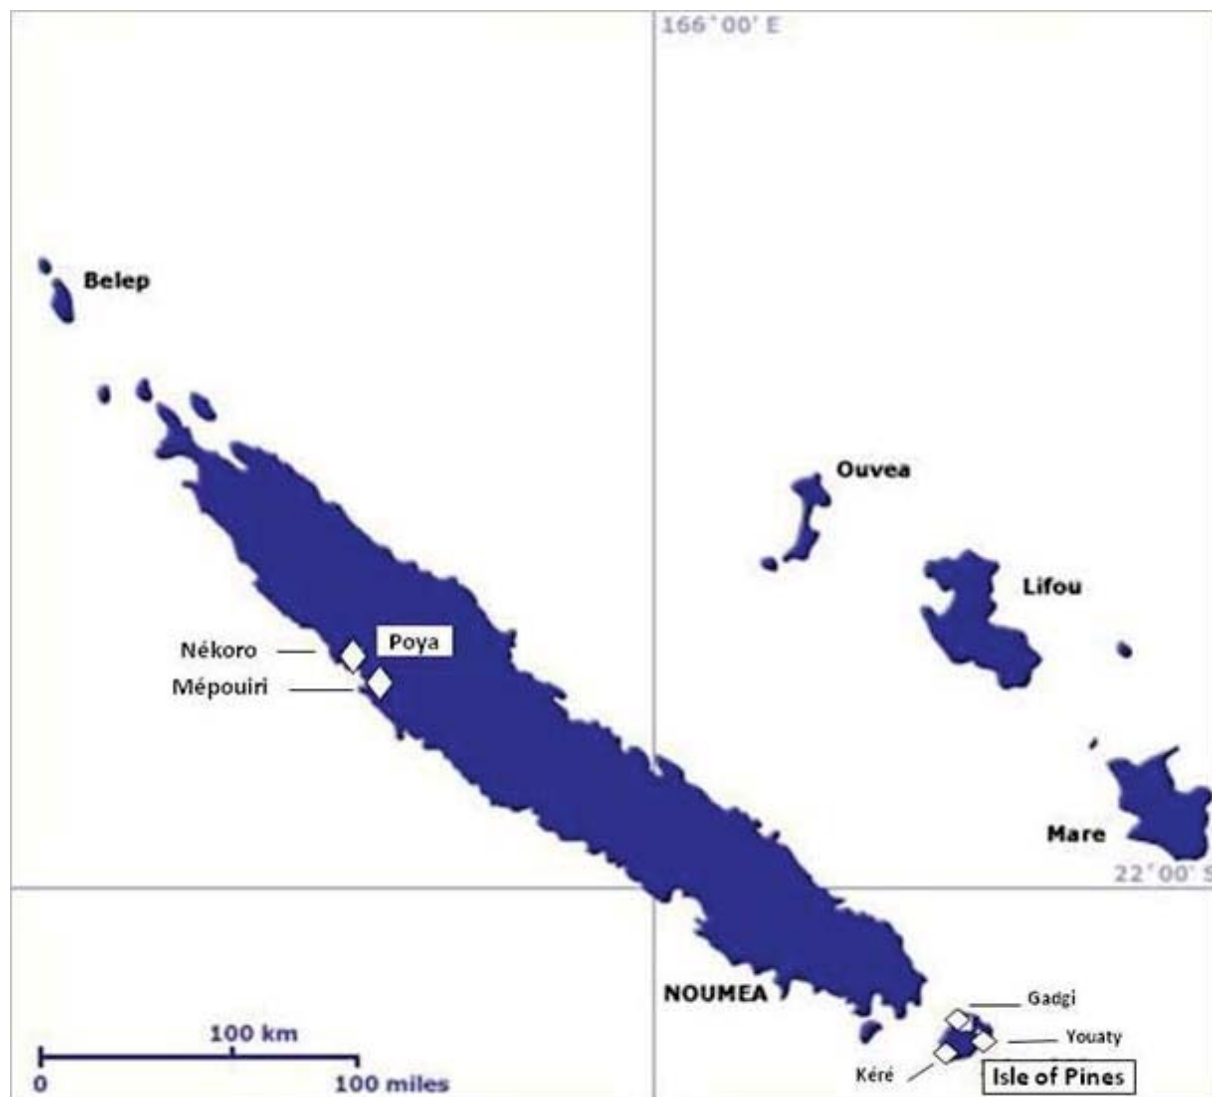 166°00' E
Belep
Ouvea
Lifou
Nékoro
Poya
Mépouiri
Mare
22°00' S
NOUMEA
Gadgi
Youaty
Kéré
Isle of Pines
100 km
0
100 miles